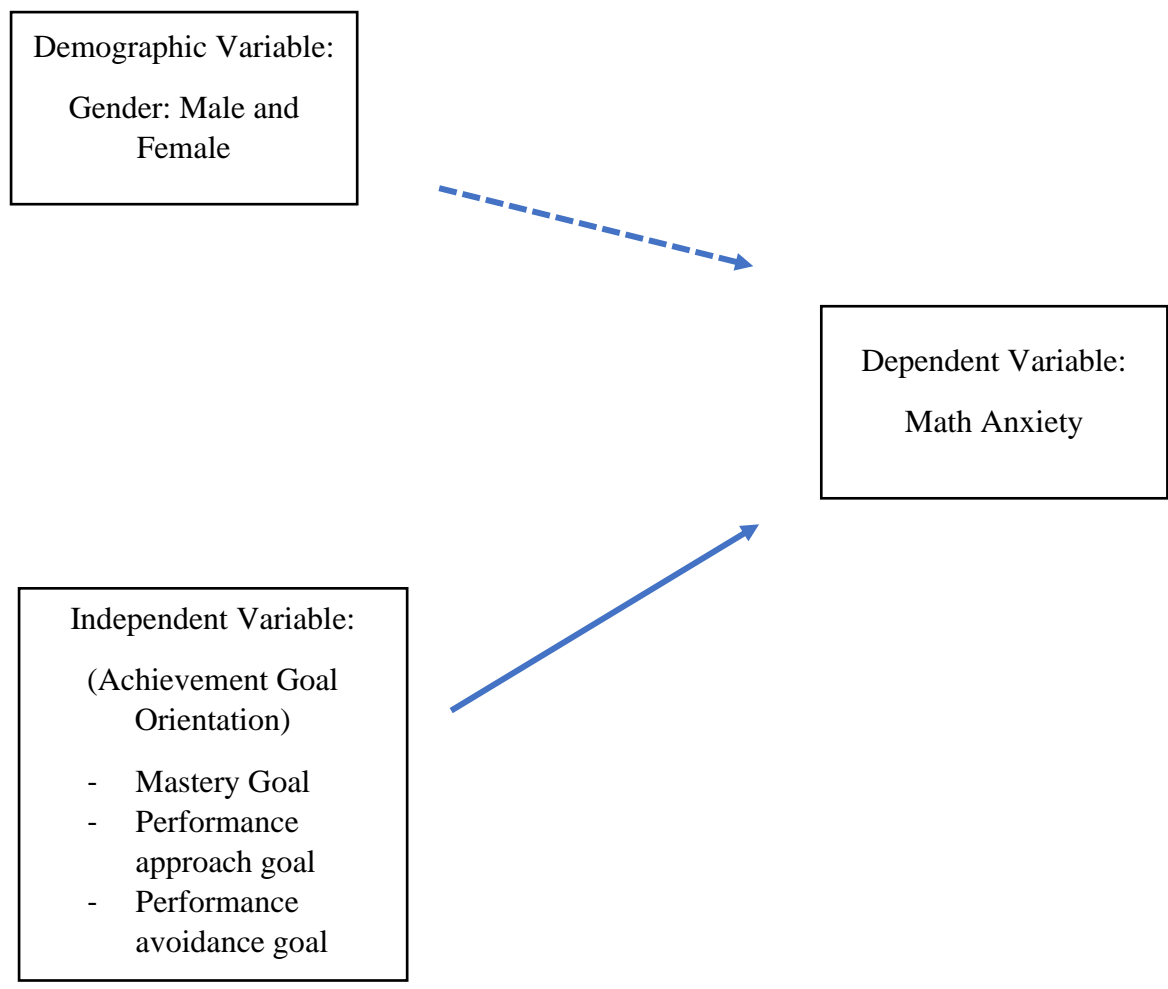 Demographic Variable:
Gender: Male and
Female
Dependent Variable:
Math Anxiety
Independent Variable:
(Achievement Goal
Orientation)
- Mastery Goal
- Performance
approach goal
- Performance
avoidance goal